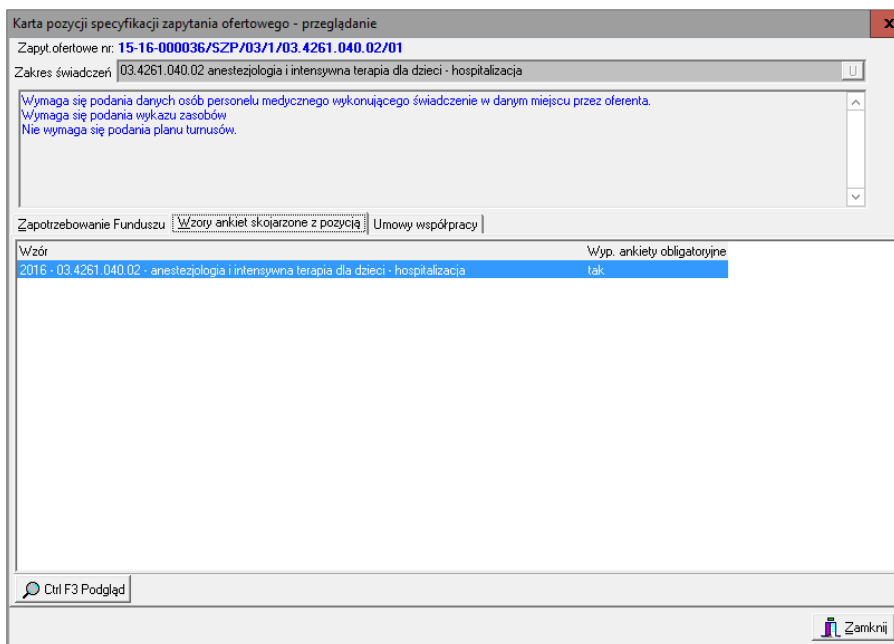 Karta pozycji specyfikacji zapytania ofertowego - przeglądanie
x
Zapyt.ofertowe nr: 15-16-000036/SZP/03/1/03.4261.040.02/01
Zakres świadczeń 03.4261.040.02 anestezjologia i intensywna terapia dla dzieci - hospitalizacja U
Wymaga się podania danych osób personelu medycznego wykonującego świadczenie w danym miejscu przez oferenta.
Wymaga się podania wykazu zasobów
Nie wymaga się podania planu turnusów.
Zapotrzebowanie Funduszu Wzory ankiet skojarzone z pozycją Umowy współpracy
Wzór Wyp. ankiety obligatoryjne
2016 - 03.4261.040.02 - anestezjologia i intensywna terapia dla dzieci - hospitalizacja tak
Ctrl F3 Podgląd
Zamknij